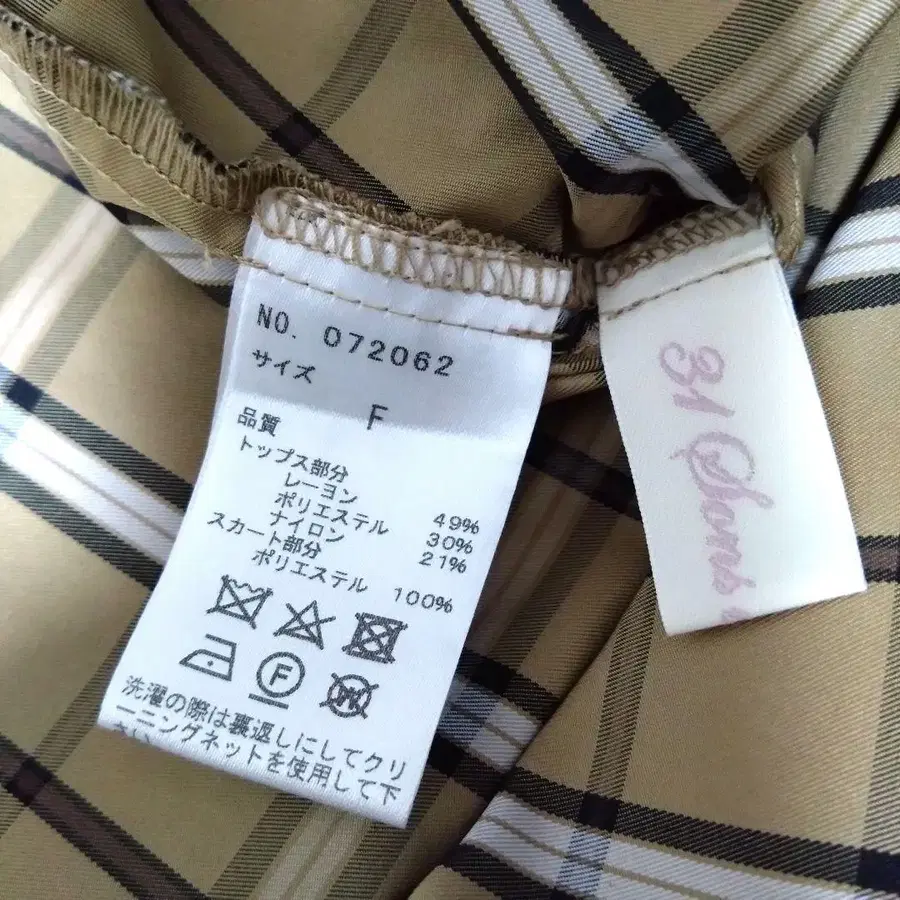 NO. 072062
サイズ
F
品質
トップス部分
レーヨン 49%
ポリエステル 30%
ナイロン 21%
スカート部分
ポリエステル 100%
F
洗濯の際は裏返しにしてクリ
ーニングネットを使用して下
さい
31 Sons